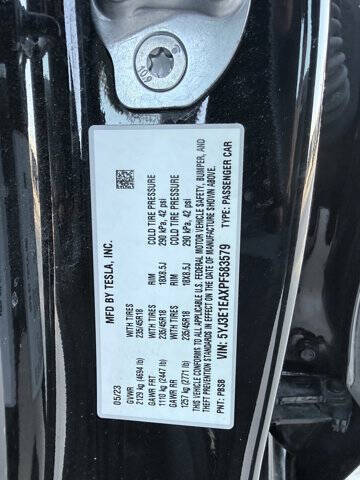 10.9
MFD BY TESLA, INC.
05/23
GVWR
2129 kg (4694 lb)
GAWR FRT WITH TIRES RIM COLD TIRE PRESSURE
1110 kg (2447 lb) 235/45R18 18X8.5J 290 kPa, 42 psi
GAWR RR WITH TIRES RIM COLD TIRE PRESSURE
1257 kg (2771 lb) 235/45R18 18X8.5J 290 kPa, 42 psi
THIS VEHICLE CONFORMS TO ALL APPLICABLE U.S. FEDERAL MOTOR VEHICLE SAFETY, BUMPER, AND
THEFT PREVENTION STANDARDS IN EFFECT ON THE DATE OF MANUFACTURE SHOWN ABOVE.
VIN: 5YJ3E1EAXPF583579 TYPE: PASSENGER CAR
PNT: PBSB